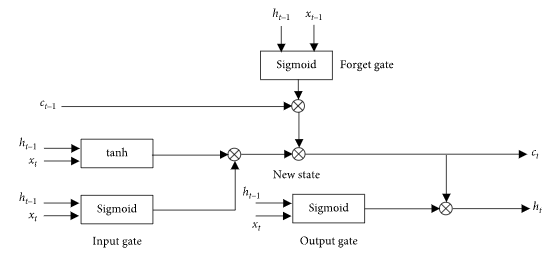 h_{t–1} x_{t–1}
Sigmoid Forget gate
c_{t–1}
h_{t–1}
x_t
tanh
c_t
New state
h_{t–1}
x_t
Sigmoid
Input gate
h_{t–1}
x_t
Sigmoid
Output gate
h_t